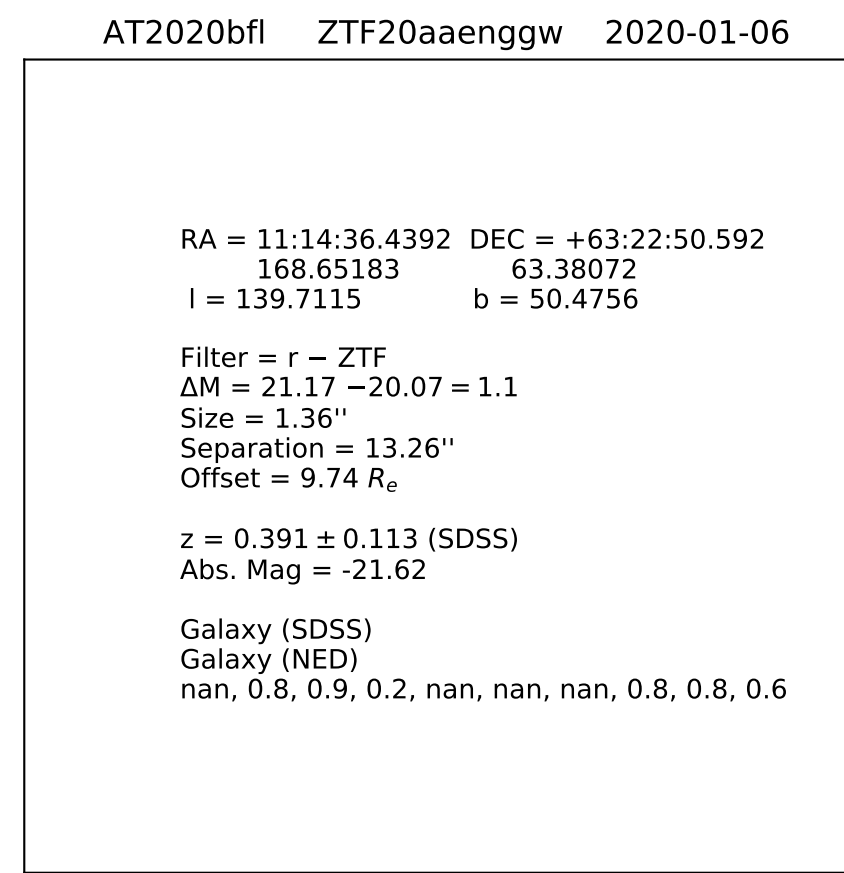 AT2020bfl ZTF20aaenggw 2020-01-06
RA = 11:14:36.4392 DEC = +63:22:50.592
168.65183 63.38072
l = 139.7115 b = 50.4756
Filter = r − ZTF
ΔM = 21.17 −20.07 = 1.1
Size = 1.36''
Separation = 13.26''
Offset = 9.74 Re
z = 0.391 ± 0.113 (SDSS)
Abs. Mag = -21.62
Galaxy (SDSS)
Galaxy (NED)
nan, 0.8, 0.9, 0.2, nan, nan, nan, 0.8, 0.8, 0.6